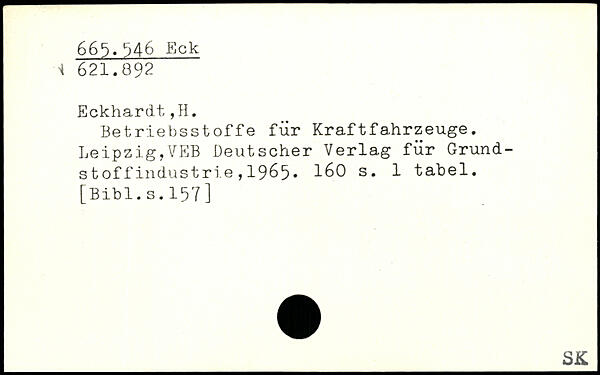 665.546 Eck
621.892
Eckhardt,H.
Betriebsstoffe für Kraftfahrzeuge.
Leipzig,VEB Deutscher Verlag für Grund-
stoffindustrie,1965. 160 s. 1 tabel.
[Bibl.s.157]
SK